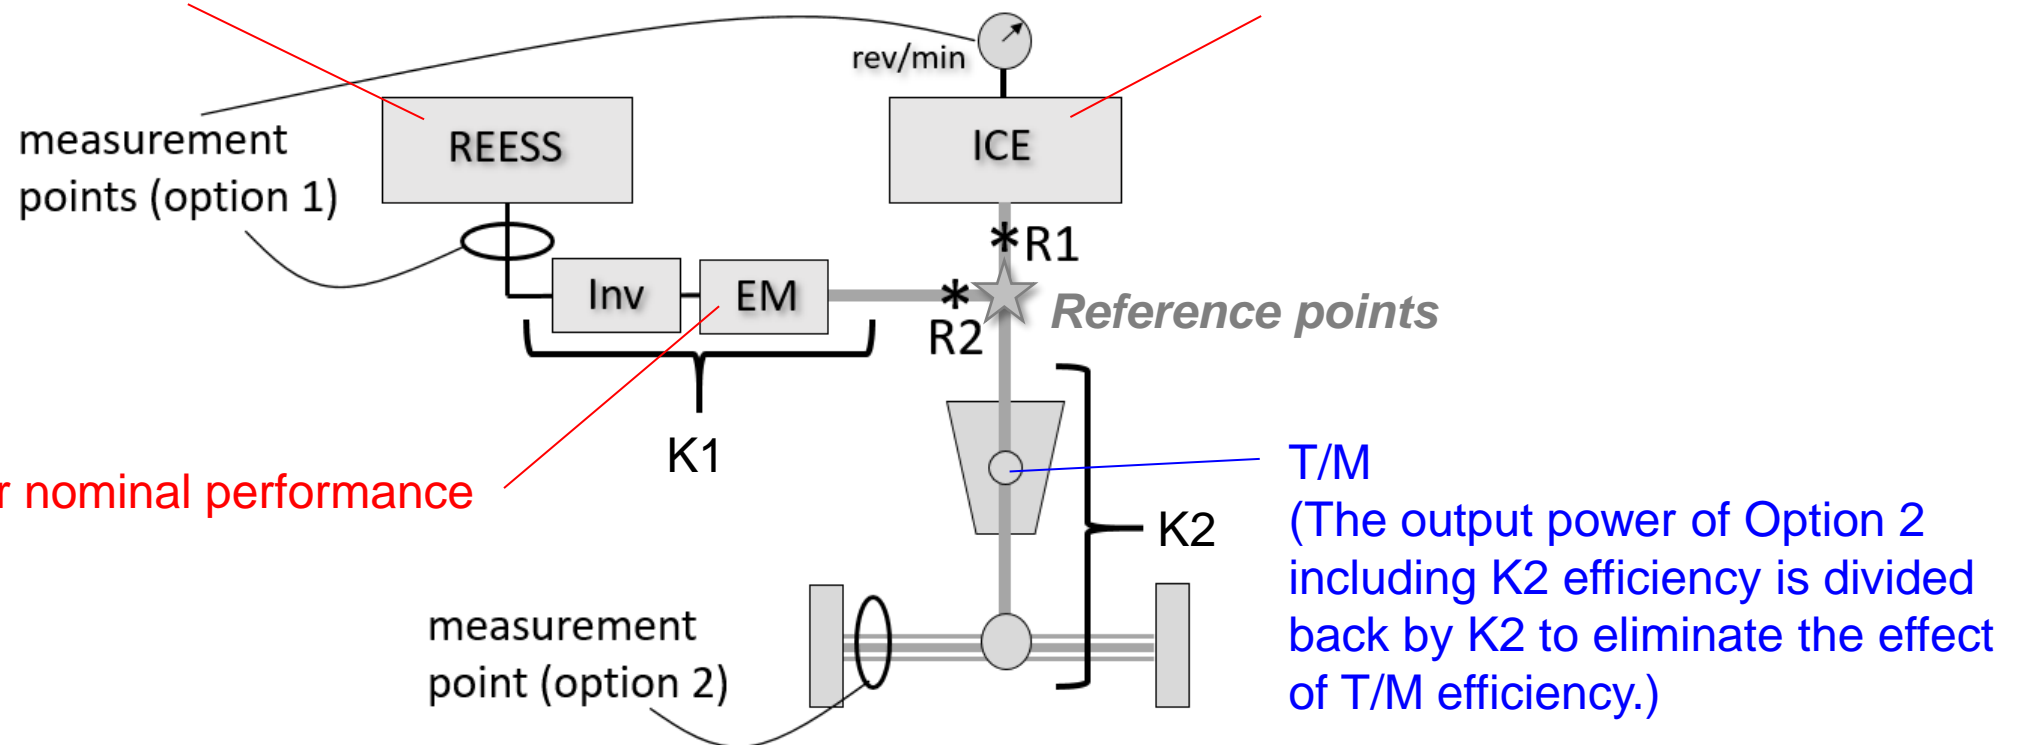 rev/min
measurement
points (option 1)
REESS
ICE
*R1
Inv
EM
*
R2
Reference points
K1
nominal performance
K2
T/M
(The output power of Option 2
including K2 efficiency is divided
back by K2 to eliminate the effect
of T/M efficiency.)
measurement
point (option 2)